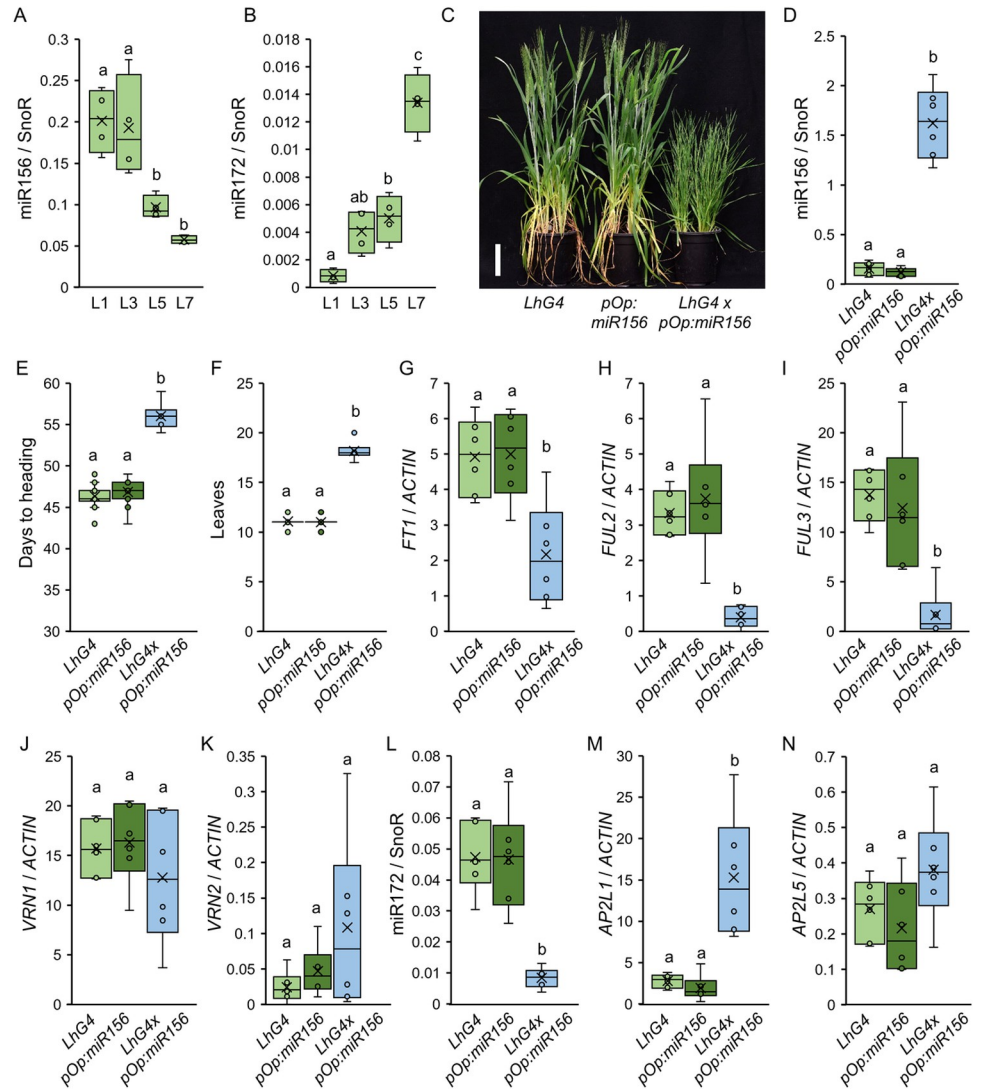 A
miR156 / SnoR
0.3
0.25
0.2
0.15
0.1
0.05
0
a
a
b
b
L1 L3 L5 L7
B
miR172 / SnoR
0.018
0.016
0.014
0.012
0.010
0.008
0.006
0.004
0.002
0
a
ab
b
c
L1 L3 L5 L7
C
LhG4
pOp:
miR156
LhG4 x
pOp:miR156
D
miR156 / SnoR
2.5
2
1.5
1
0.5
0
a
a
b
LhG4
pOp:miR156
LhG4x
pOp:miR156
E
Days to heading
60
55
50
45
40
35
30
a
a
b
LhG4
pOp:miR156
LhG4x
pOp:miR156
F
Leaves
25
20
15
10
5
0
a
a
b
LhG4
pOp:miR156
LhG4x
pOp:miR156
G
FT1 / ACTIN
7
6
5
4
3
2
1
0
a
a
b
LhG4
pOp:miR156
LhG4x
pOp:miR156
H
FUL2 / ACTIN
7
6
5
4
3
2
1
0
a
a
b
LhG4
pOp:miR156
LhG4x
pOp:miR156
I
FUL3 / ACTIN
25
20
15
10
5
0
a
a
b
LhG4
pOp:miR156
LhG4x
pOp:miR156
J
VRN1 / ACTIN
25
20
15
10
5
0
a
a
a
LhG4
pOp:miR156
LhG4x
pOp:miR156
K
VRN2 / ACTIN
0.35
0.3
0.25
0.2
0.15
0.1
0.05
0
a
a
a
LhG4
pOp:miR156
LhG4x
pOp:miR156
L
miR172 / SnoR
0.08
0.07
0.06
0.05
0.04
0.03
0.02
0.01
0
a
a
b
LhG4
pOp:miR156
LhG4x
pOp:miR156
M
AP2L1 / ACTIN
30
25
20
15
10
5
0
a
a
b
LhG4
pOp:miR156
LhG4x
pOp:miR156
N
AP2L5 / ACTIN
0.7
0.6
0.5
0.4
0.3
0.2
0.1
0
a
a
a
LhG4
pOp:miR156
LhG4x
pOp:miR156